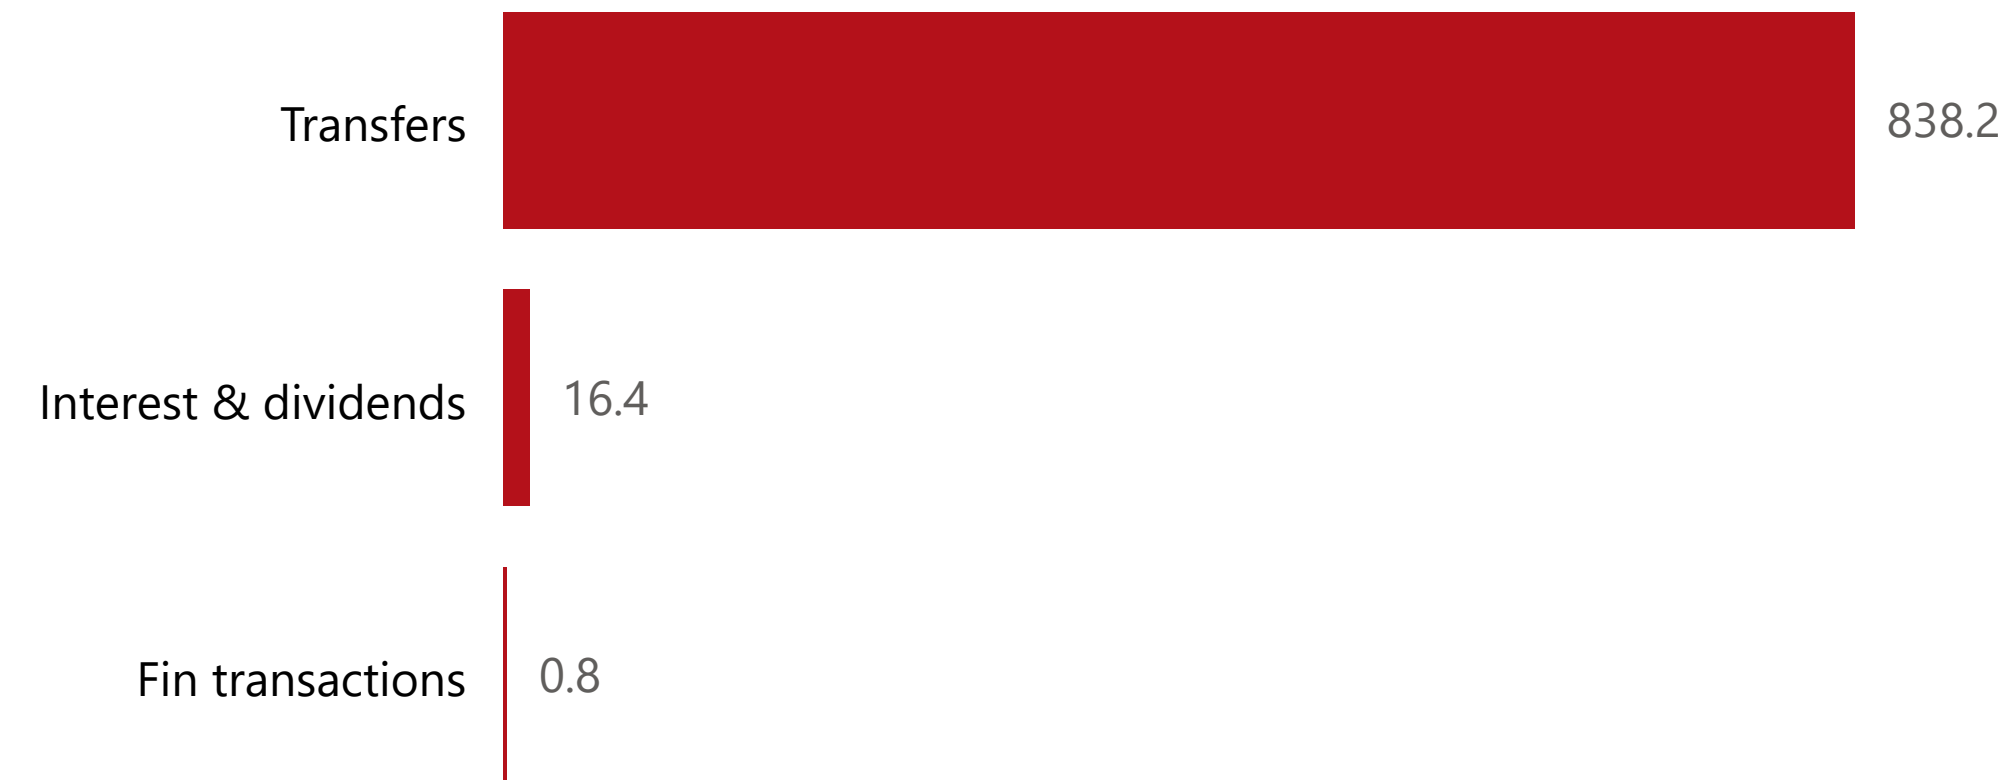 Transfers 838.2
Interest & dividends 16.4
Fin transactions 0.8